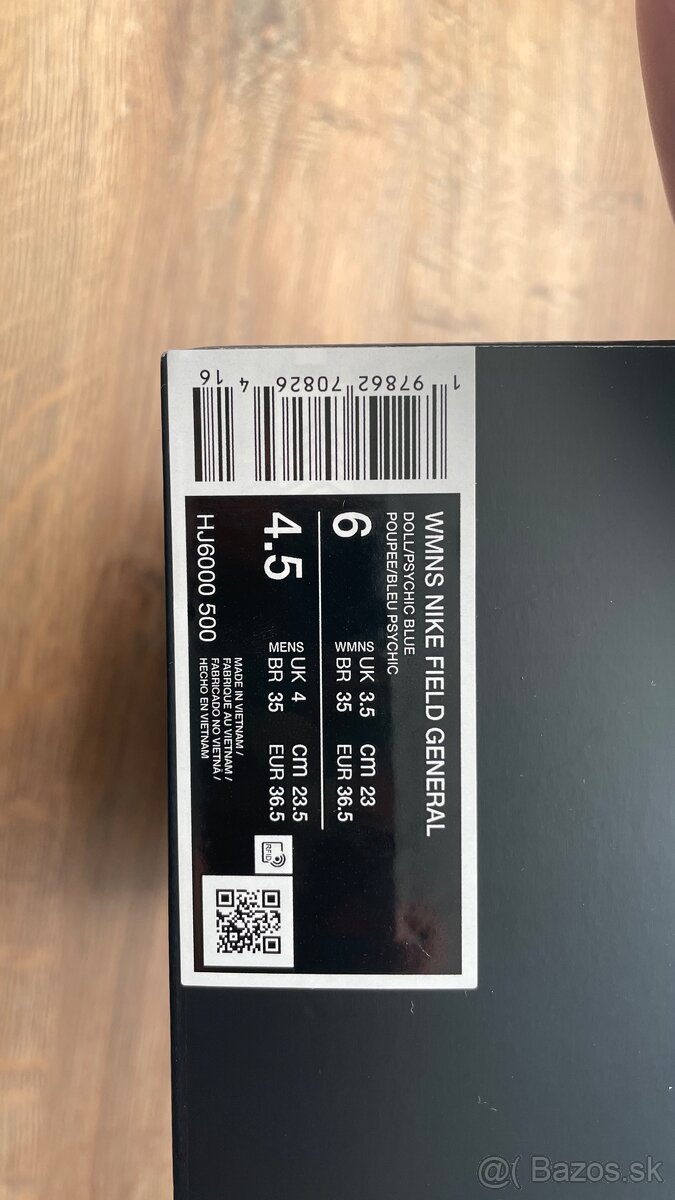 WMNS NIKE FIELD GENERAL
DOLL/PSYCHIC BLUE
POUPEE/BLEU PSYCHIC
6 WMNS UK 3.5 cm 23
BR 35 EUR 36.5
4.5 MENS UK 4 cm 23.5
BR 35 EUR 36.5
HJ6000 500
MADE IN VIETNAM /
FABRIQUE AU VIETNAM /
FABRICADO NO VIETNÃ /
HECHO EN VIETNAM
RFID
1 97862 70826 4 16
@( Bazos.sk